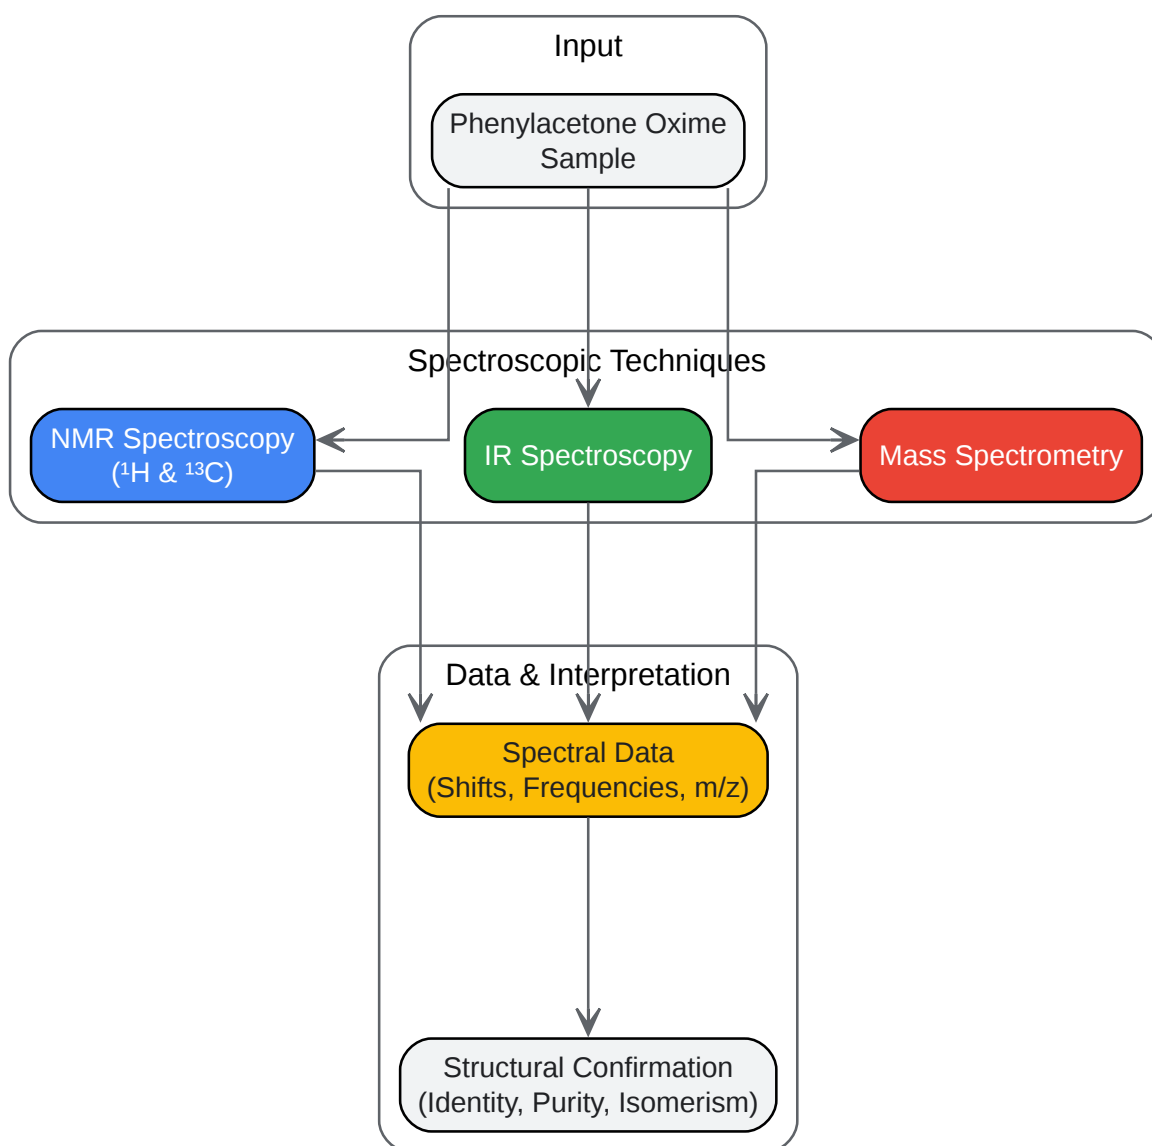 Input
Phenylacetone Oxime
Sample
Spectroscopic Techniques
NMR Spectroscopy
(¹H & ¹³C)
IR Spectroscopy
Mass Spectrometry
Data & Interpretation
Spectral Data
(Shifts, Frequencies, m/z)
Structural Confirmation
(Identity, Purity, Isomerism)